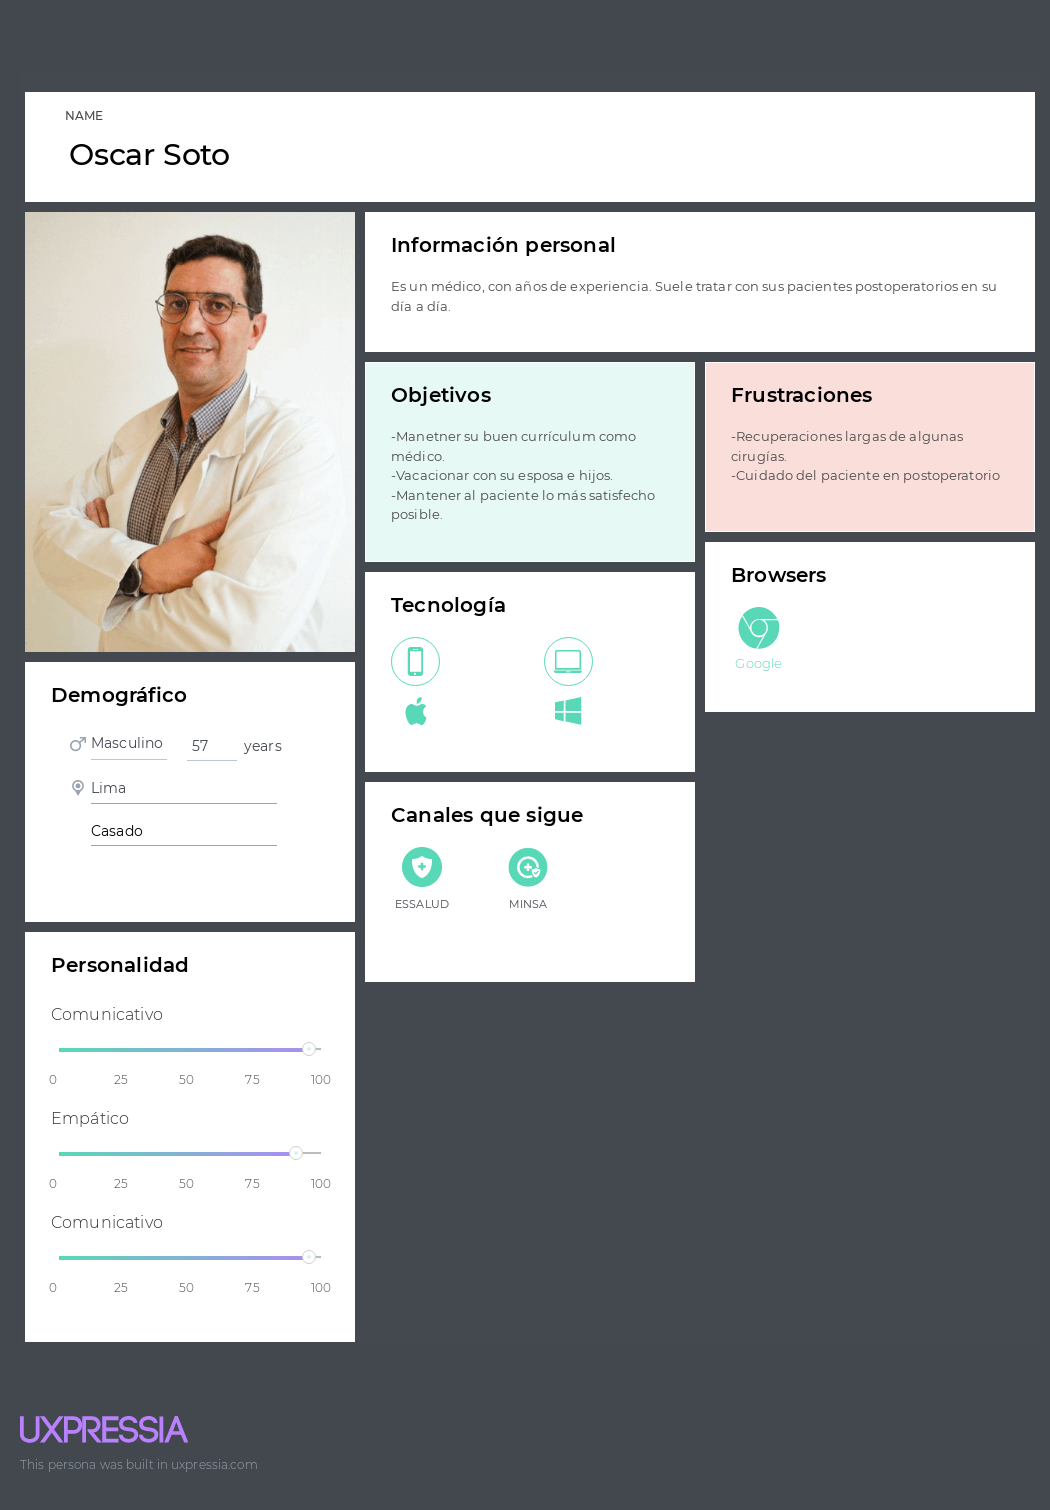 NAME
Oscar Soto
Información personal
Es un médico, con años de experiencia. Suele tratar con sus pacientes postoperatorios en su
día a día.
Objetivos
-Manetner su buen currículum como
médico.
-Vacacionar con su esposa e hijos.
-Mantener al paciente lo más satisfecho
posible.
Frustraciones
-Recuperaciones largas de algunas
cirugías.
-Cuidado del paciente en postoperatorio
Browsers
Google
Tecnología
Demográfico
Masculino 57 years
Lima
Casado
Canales que sigue
ESSALUD MINSA
Personalidad
Comunicativo
0 25 50 75 100
Empático
0 25 50 75 100
Comunicativo
0 25 50 75 100
UXPRESSIA
This persona was built in uxpressia.com